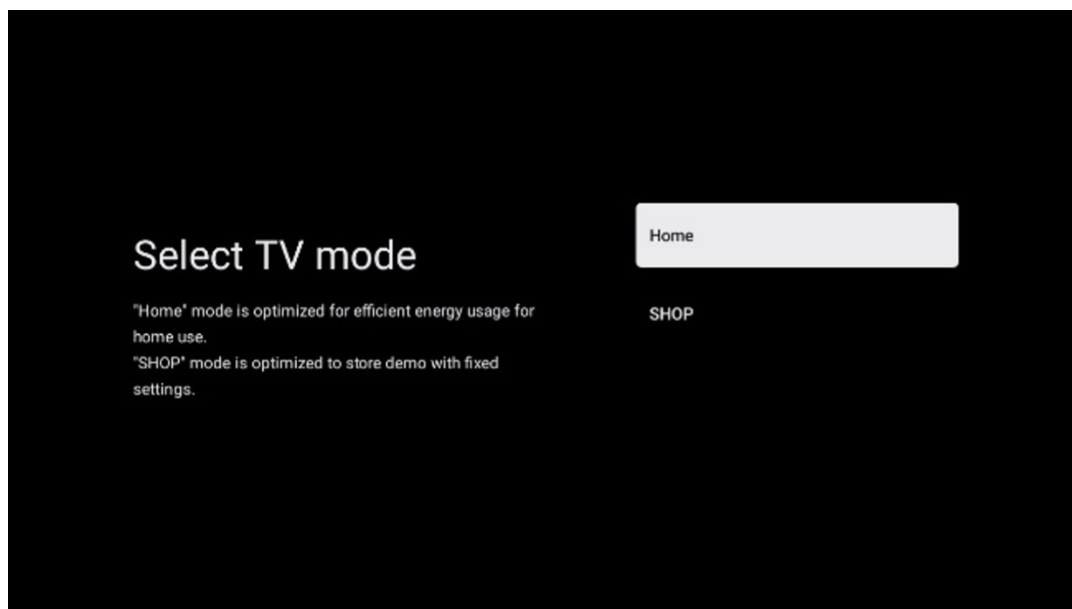 Select TV mode
"Home" mode is optimized for efficient energy usage for
home use.
"SHOP" mode is optimized to store demo with fixed
settings.
Home
SHOP